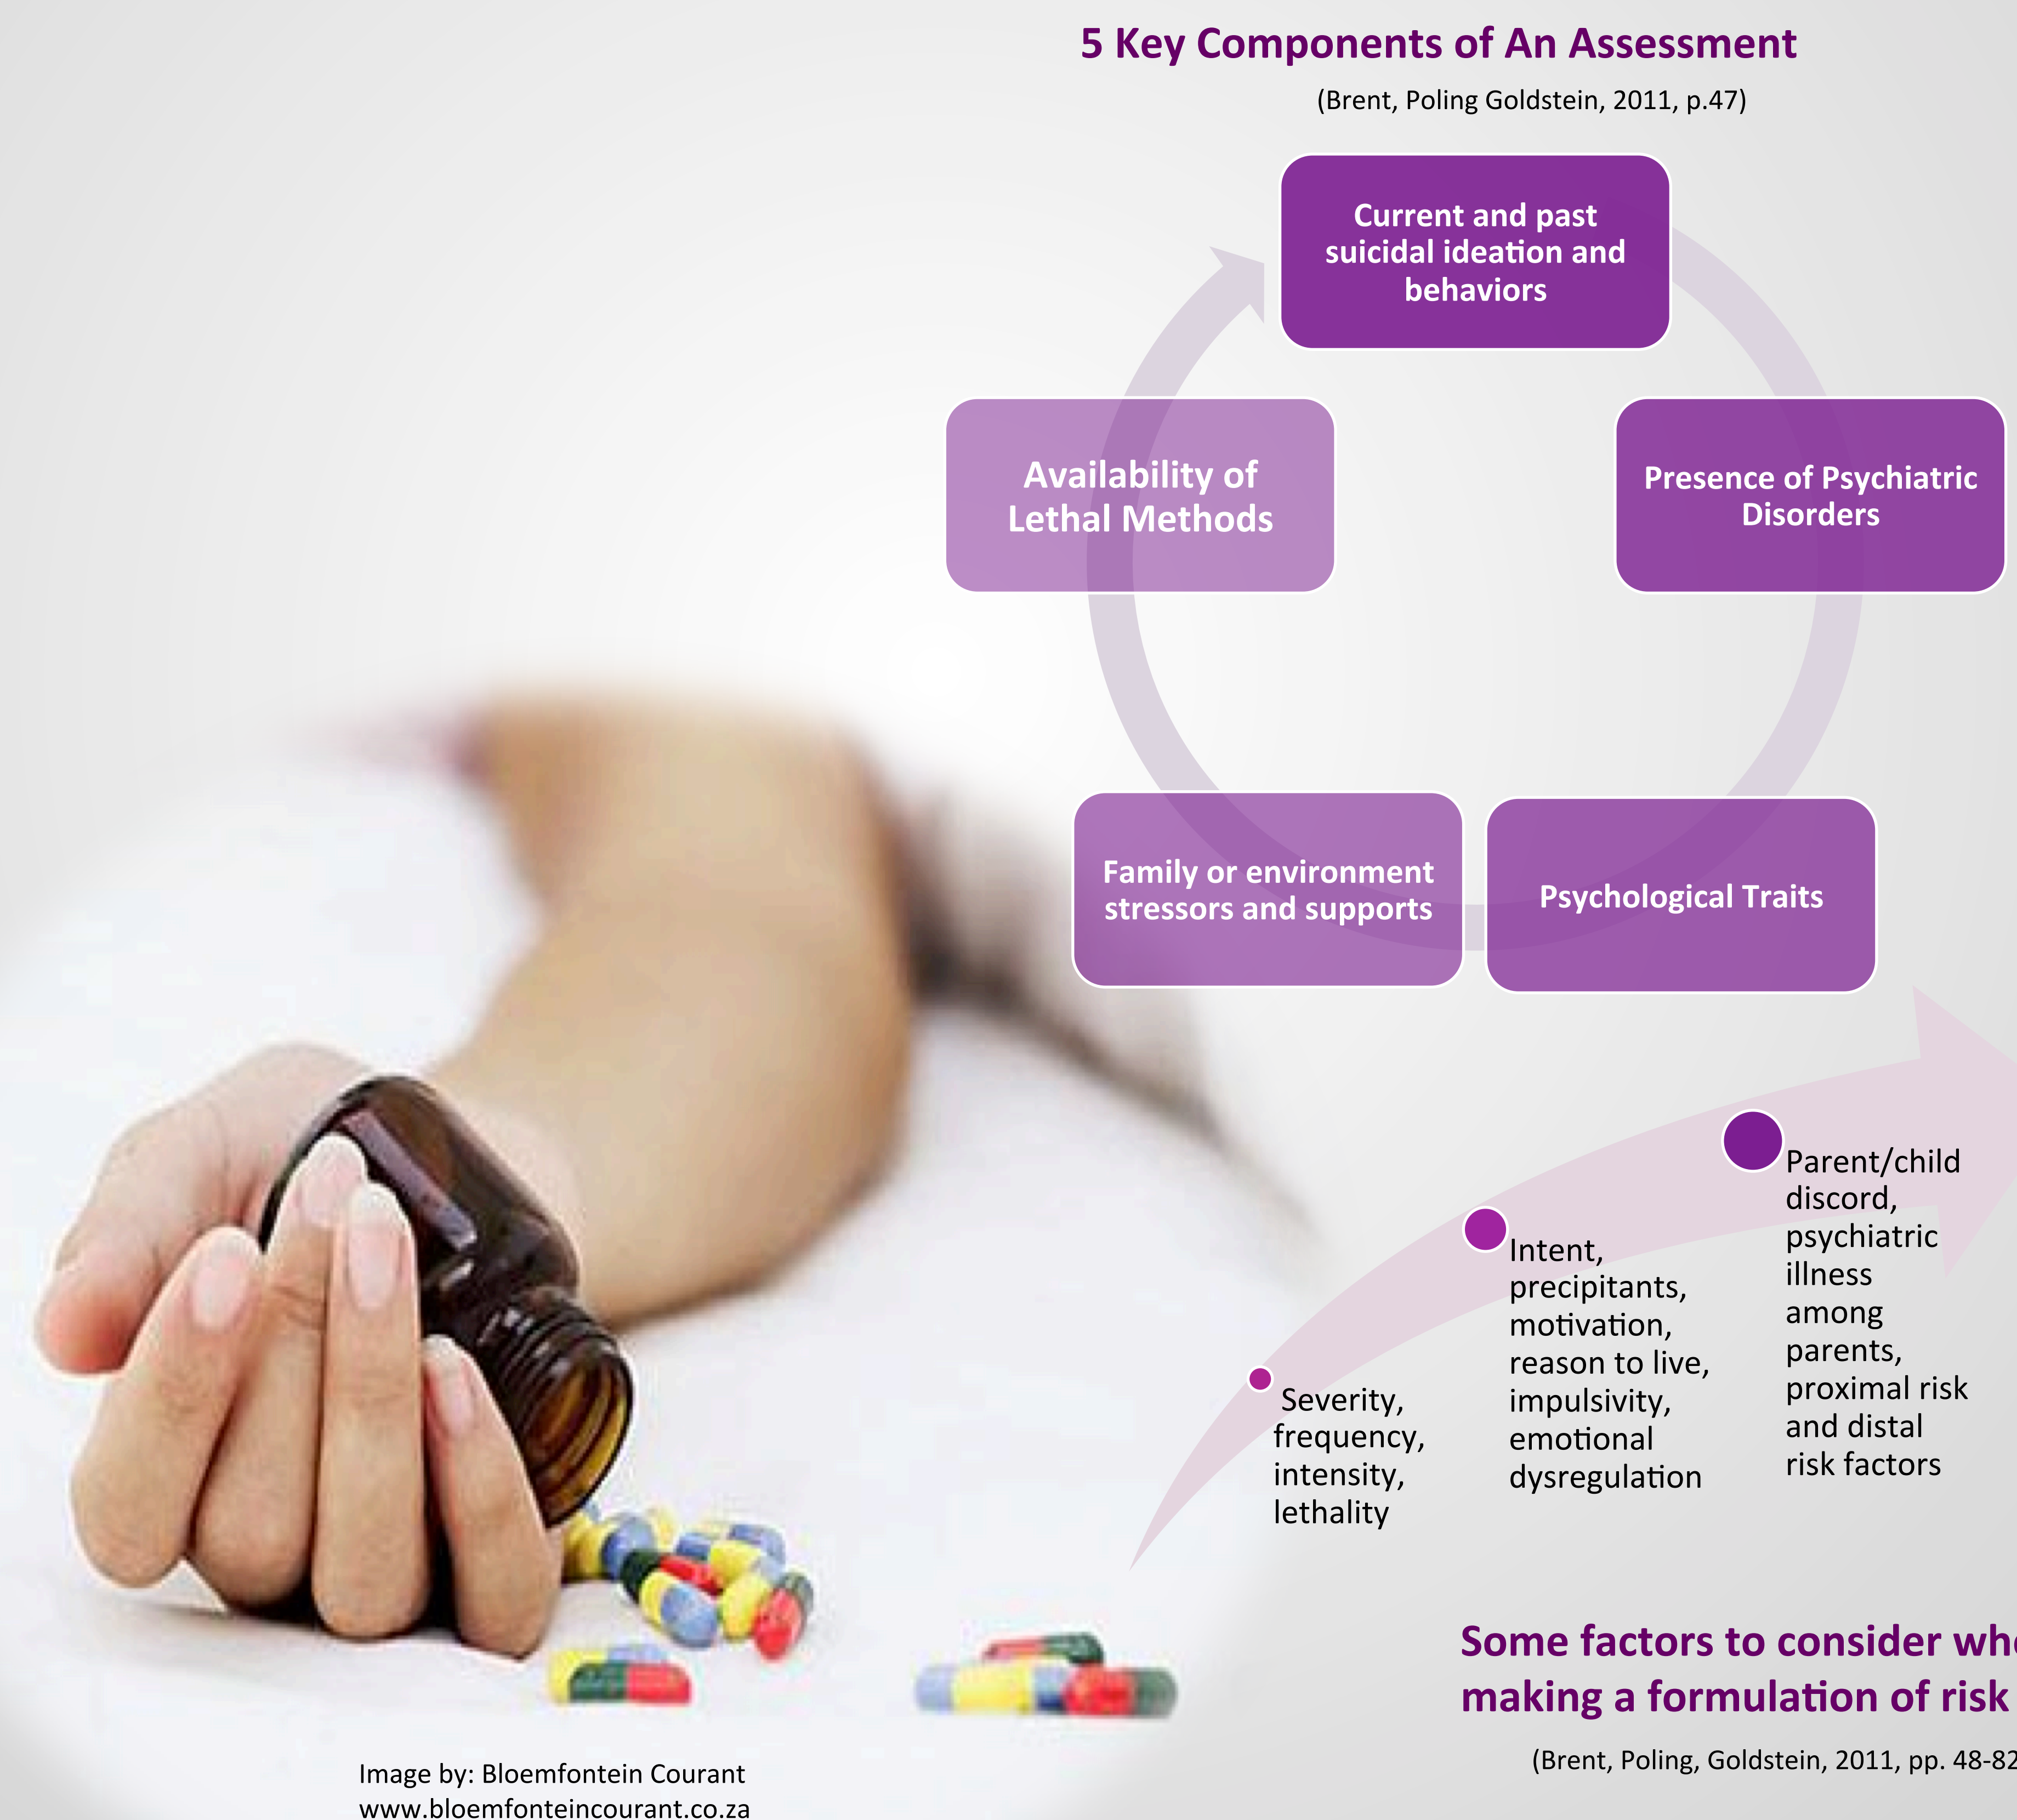 5 Key Components of An Assessment
(Brent, Poling Goldstein, 2011, p.47)
Current and past
suicidal ideation and
behaviors
Presence of Psychiatric
Disorders
Psychological Traits
Family or environment
stressors and supports
Availability of
Lethal Methods
Severity,
frequency,
intensity,
lethality
Intent,
precipitants,
motivation,
reason to live,
impulsivity,
emotional
dysregulation
Parent/child
discord,
psychiatric
illness
among
parents,
proximal risk
and distal
risk factors
Some factors to consider
making a formulation of risk
(Brent, Poling, Goldstein, 2011, pp. 48-82
Image by: Bloemfontein Courant
www.bloemfonteincourant.co.za